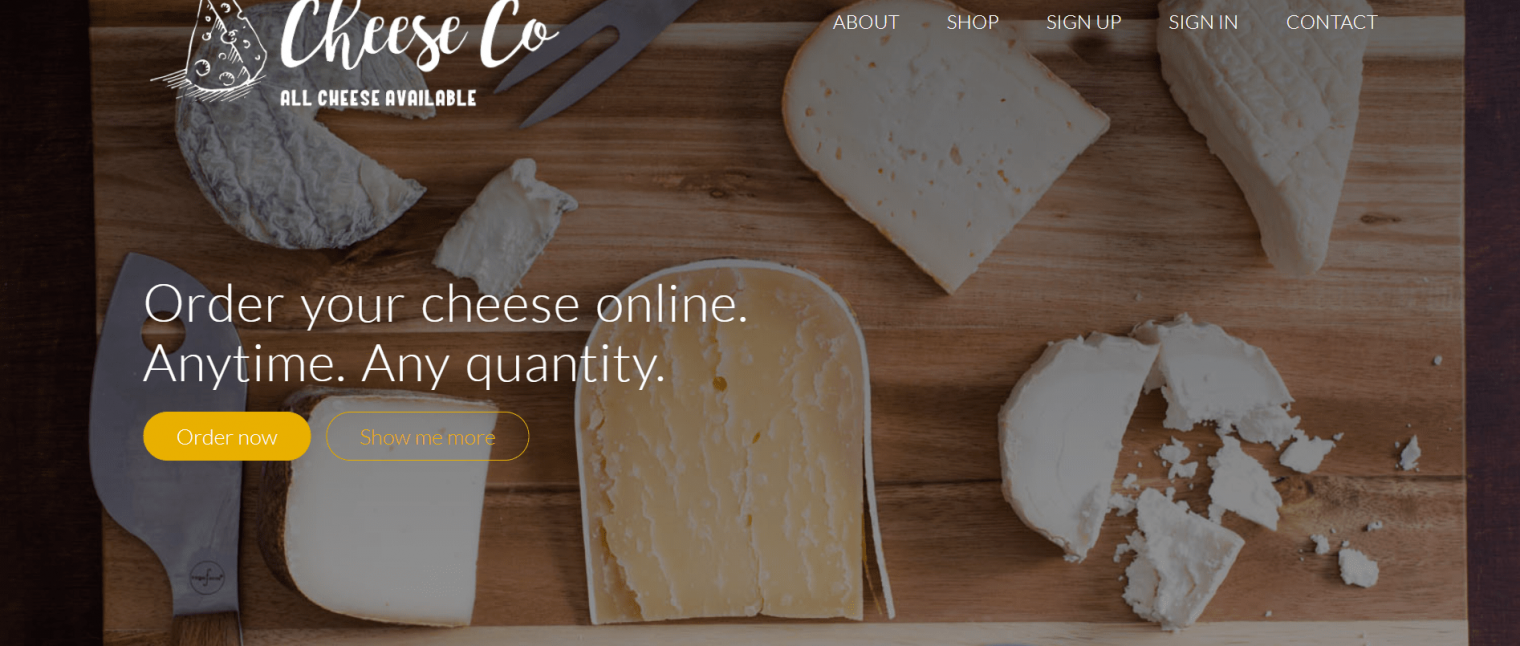 Cheese Co
ALL CHEESE AVAILABLE
ABOUT SHOP SIGN UP SIGN IN CONTACT
Order your cheese online.
Anytime. Any quantity.
Order now Show me more